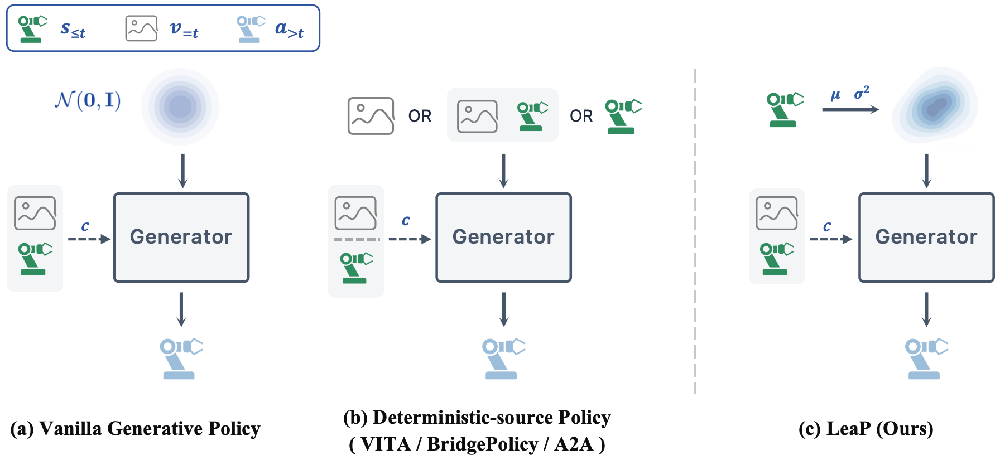 s≤t v=t a>t
𝒩(0, I)
OR OR
μ σ²
c
Generator
c
Generator
c
Generator
(a) Vanilla Generative Policy
(b) Deterministic-source Policy
( VITA / BridgePolicy / A2A )
(c) LeaP (Ours)